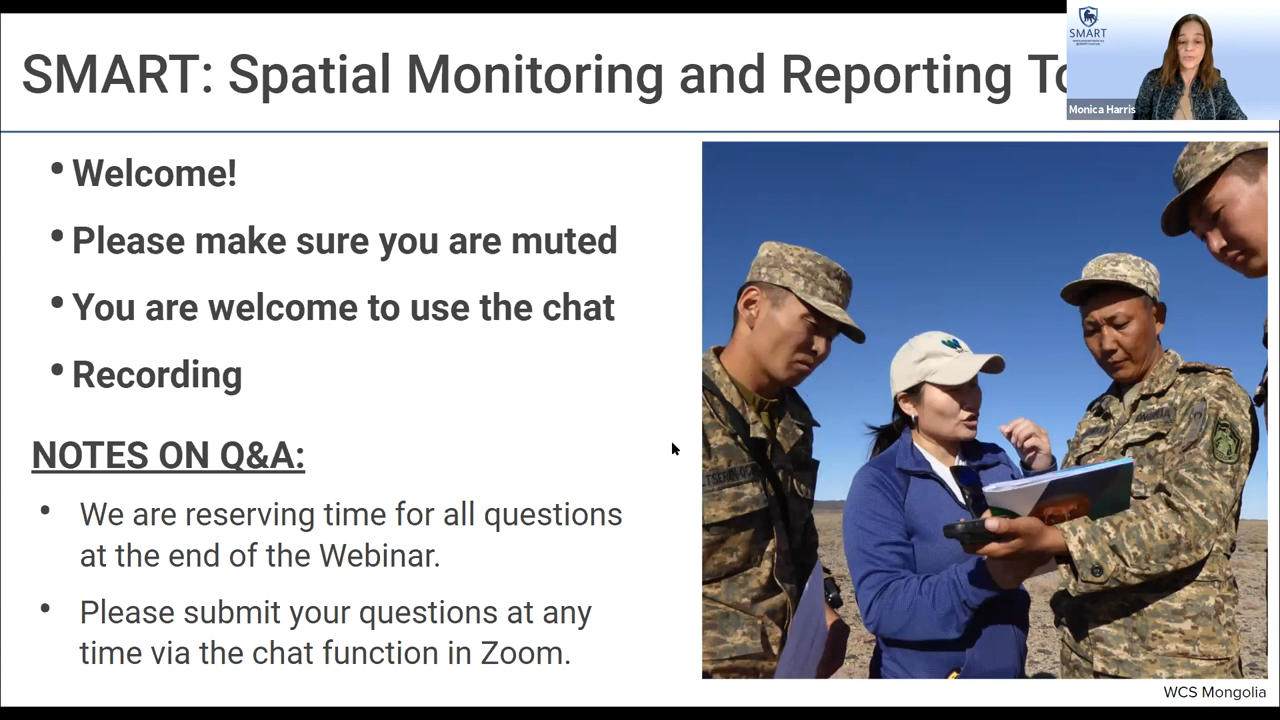 SMART: Spatial Monitoring and Reporting To
SMART
Monica Harris
• Welcome!
• Please make sure you are muted
• You are welcome to use the chat
• Recording
NOTES ON Q&A:
• We are reserving time for all questions
at the end of the Webinar.
• Please submit your questions at any
time via the chat function in Zoom.
WCS Mongolia